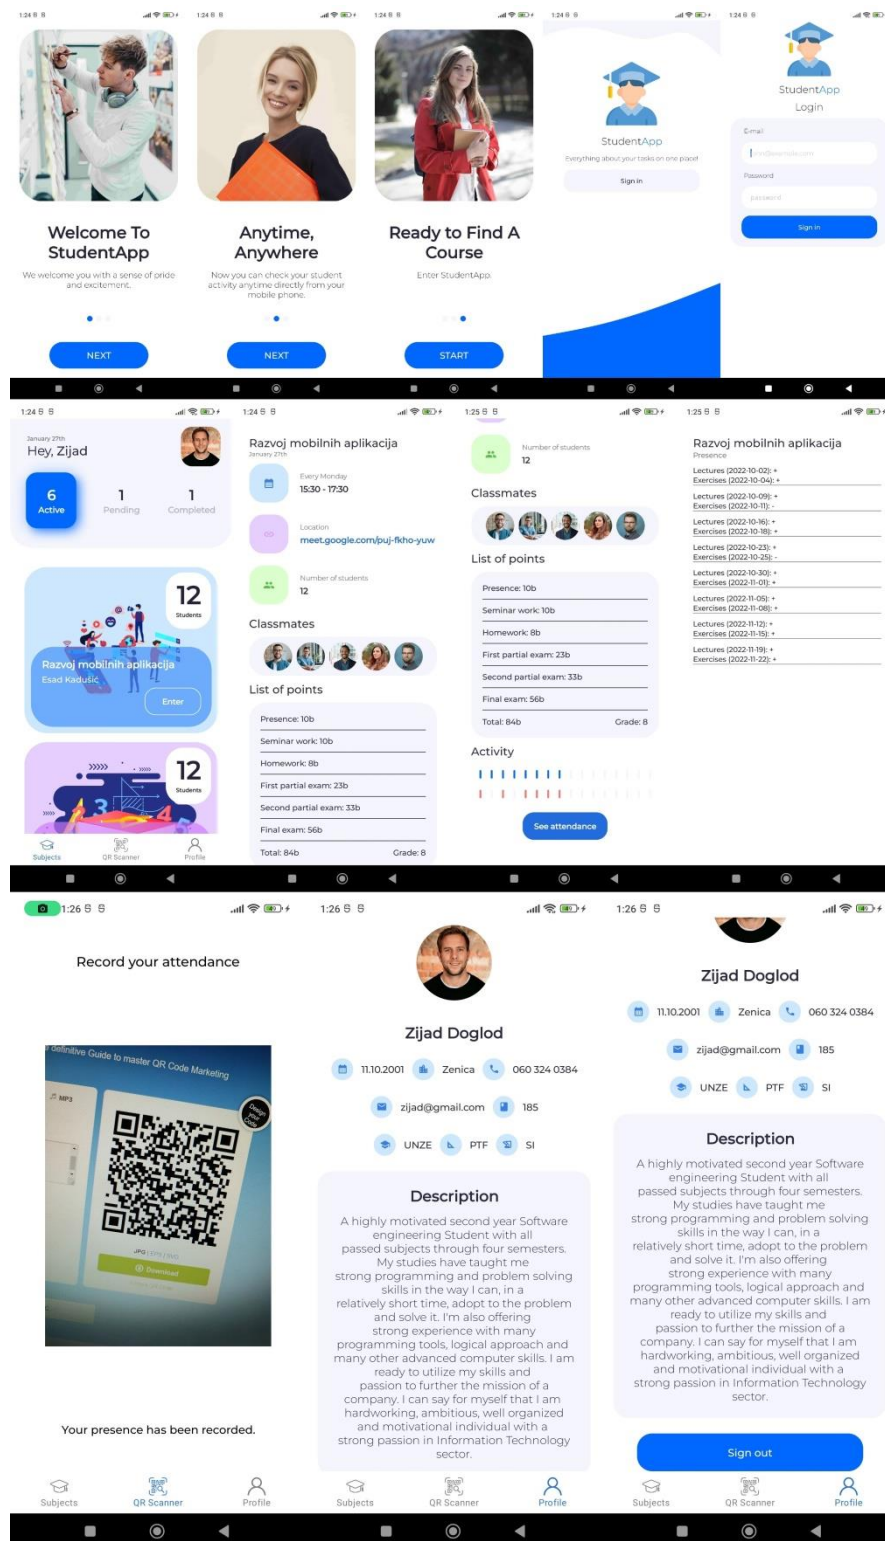 1:24
1:24
1:24
1:24
1:24
Welcome To
StudentApp
We welcome you with a sense of pride
and excitement.
NEXT
Anytime,
Anywhere
Now you can check your student
activity anytime directly from your
mobile phone.
NEXT
Ready to Find A
Course
Enter StudentApp.
START
StudentApp
Everything about your tasks on one place!
Sign in
StudentApp
Login
E-mail
Password
password
Sign in
1:24
January 27th
Hey, Zijad
6
Active
1
Pending
1
Completed
12
Students
Razvoj mobilnih aplikacija
Esad Kadušić
Enter
12
Students
Subjects
QR Scanner
Profile
1:24
Razvoj mobilnih aplikacija
January 27th
Every Monday
15:30 - 17:30
Location
meet.google.com/puj-fkho-yuw
Number of students
12
Classmates
List of points
Presence: 10b
Seminar work: 10b
Homework: 8b
First partial exam: 23b
Second partial exam: 33b
Final exam: 56b
Total: 84b Grade: 8
1:25
Number of students
12
Classmates
List of points
Presence: 10b
Seminar work: 10b
Homework: 8b
First partial exam: 23b
Second partial exam: 33b
Final exam: 56b
Total: 84b Grade: 8
Activity
See attendance
1:25
Razvoj mobilnih aplikacija
Presence
Lectures (2022-10-02): +
Exercises (2022-10-04): +
Lectures (2022-10-09): +
Exercises (2022-10-11): -
Lectures (2022-10-16): +
Exercises (2022-10-18): +
Lectures (2022-10-23): +
Exercises (2022-10-25): -
Lectures (2022-10-30): +
Exercises (2022-11-01): +
Lectures (2022-11-05): +
Exercises (2022-11-08): +
Lectures (2022-11-12): +
Exercises (2022-11-15): +
Lectures (2022-11-19): +
Exercises (2022-11-22): +
1:26
Record your attendance
definitive Guide to master QR Code Marketing
MP3
Design
your
Code
JPG | EPS | SVG
Download
Your presence has been recorded.
Subjects
QR Scanner
Profile
1:26
Zijad Doglod
11.10.2001 Zenica 060 324 0384
zijad@gmail.com 185
UNZE PTF SI
Description
A highly motivated second year Software
engineering Student with all
passed subjects through four semesters.
My studies have taught me
strong programming and problem solving
skills in the way I can, in a
relatively short time, adopt to the problem
and solve it. I'm also offering
strong experience with many
programming tools, logical approach and
many other advanced computer skills. I am
ready to utilize my skills and
passion to further the mission of a
company. I can say for myself that I am
hardworking, ambitious, well organized
and motivational individual with a
strong passion in Information Technology
sector.
Subjects
QR Scanner
Profile
1:26
Zijad Doglod
11.10.2001 Zenica 060 324 0384
zijad@gmail.com 185
UNZE PTF SI
Description
A highly motivated second year Software
engineering Student with all
passed subjects through four semesters.
My studies have taught me
strong programming and problem solving
skills in the way I can, in a
relatively short time, adopt to the problem
and solve it. I'm also offering
strong experience with many
programming tools, logical approach and
many other advanced computer skills. I am
ready to utilize my skills and
passion to further the mission of a
company. I can say for myself that I am
hardworking, ambitious, well organized
and motivational individual with a
strong passion in Information Technology
sector.
Sign out
Subjects
QR Scanner
Profile